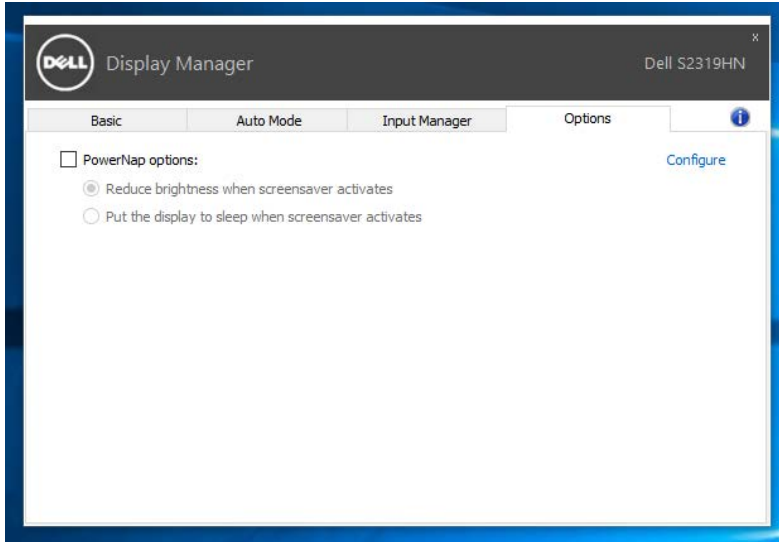 x
DELL Display Manager Dell S2319HN
Basic Auto Mode Input Manager Options i
PowerNap options: Configure
Reduce brightness when screensaver activates
Put the display to sleep when screensaver activates